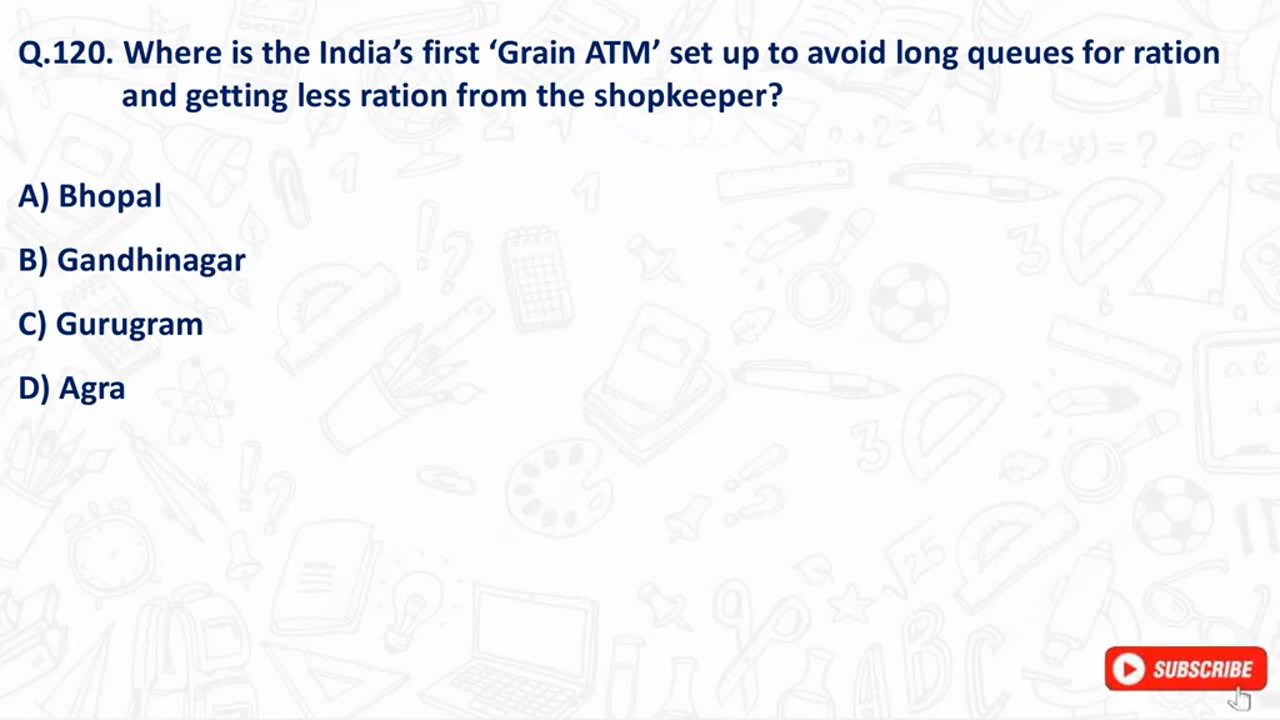 Q.120. Where is the India’s first ‘Grain ATM’ set up to avoid long queues for ration
and getting less ration from the shopkeeper?
A) Bhopal
B) Gandhinagar
C) Gurugram
D) Agra
SUBSCRIBE